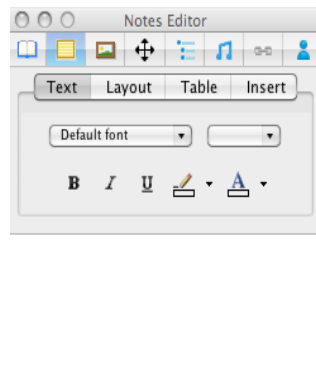 Notes Editor
Text Layout Table Insert
Default font
B I U A